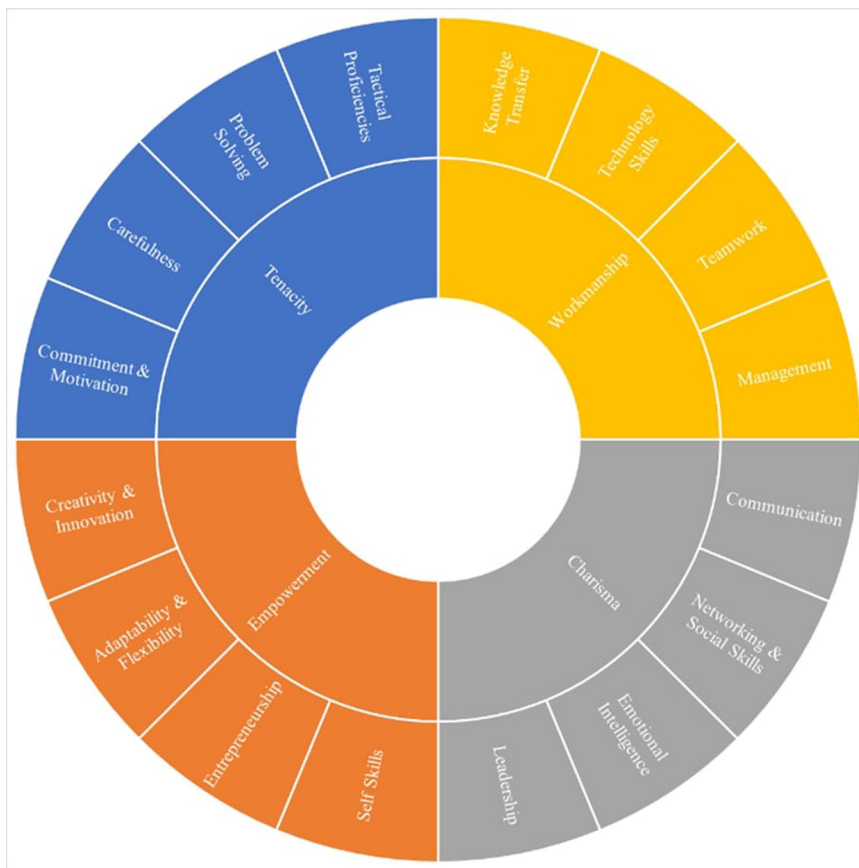 Knowledge
Transfer
Technology
Skills
Teamwork
Management
Workmanship
Communication
Networking &
Social Skills
Emotional
Intelligence
Leadership
Charisma
Self Skills
Entrepreneurship
Adaptability &
Flexibility
Creativity &
Innovation
Empowerment
Commitment &
Motivation
Carefulness
Problem
Solving
Tactical
Proficiencies
Tenacity